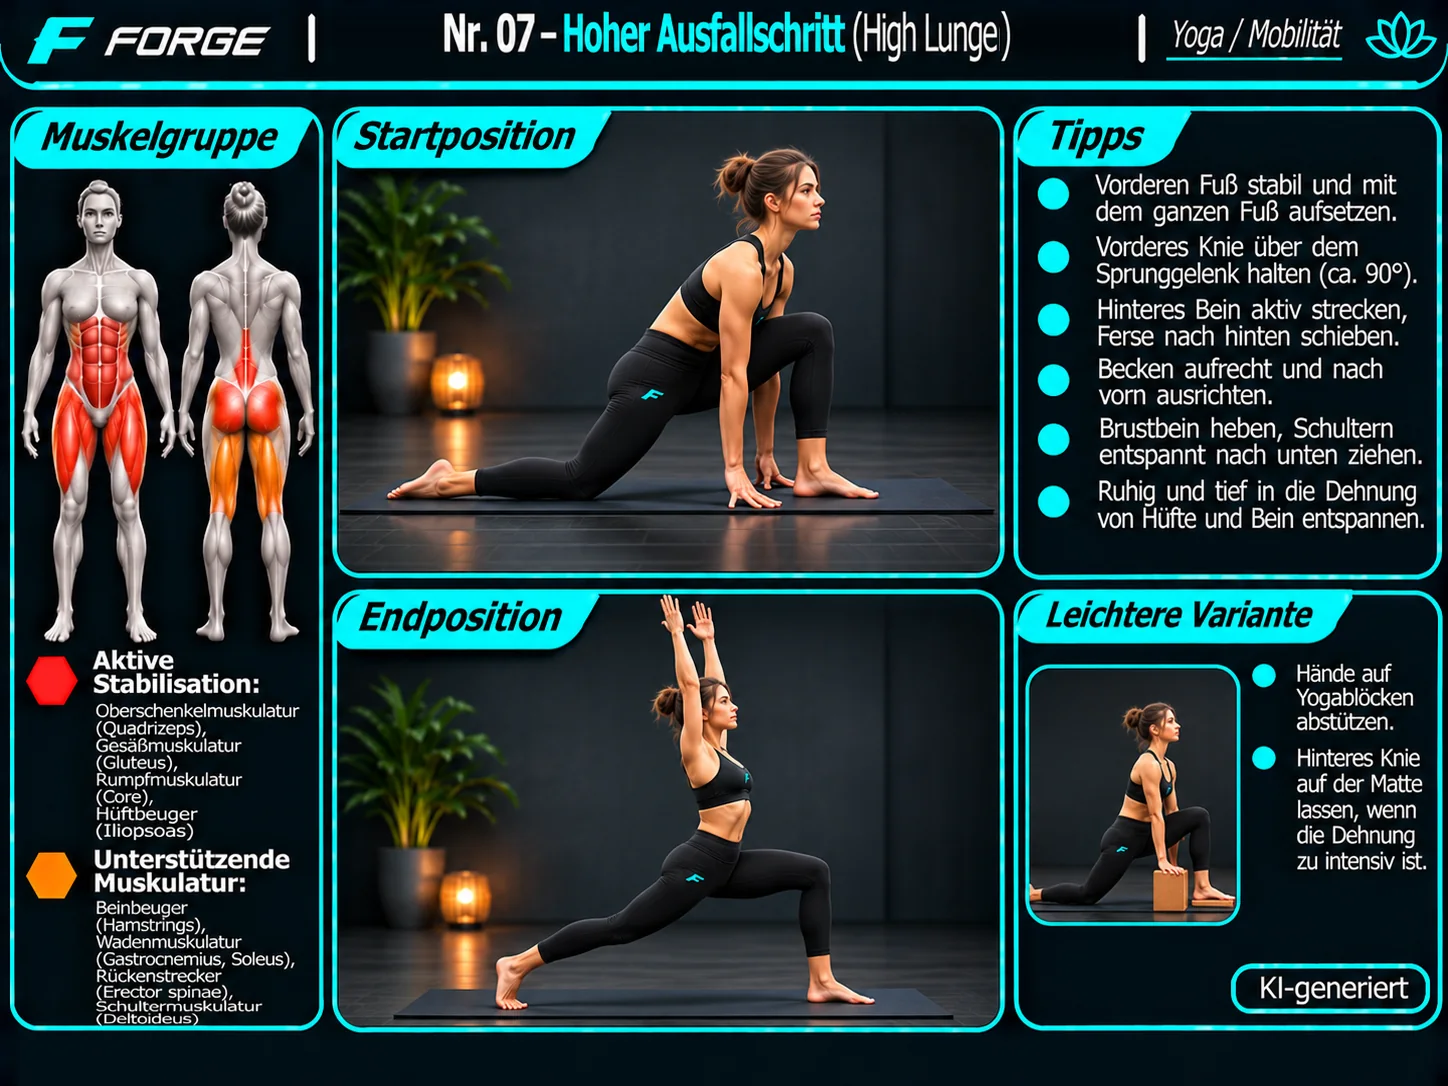 FORGE
Nr. 07 – Hoher Ausfallschritt (High Lunge)
Yoga / Mobilität
Muskelgruppe
Aktive
Stabilisation:
Oberschenkelmuskulatur
(Quadrizeps),
Gesäßmuskulatur
(Gluteus),
Rumpfmuskulatur
(Core),
Hüftbeuger
(Iliopsoas)
Unterstützende
Muskulatur:
Beinbeuger
(Hamstrings),
Wadenmuskulatur
(Gastrocnemius, Soleus),
Rückenstrecker
(Erector spinae),
Schultermuskulatur
(Deltoideus)
Startposition
Endposition
Tipps
Vorderen Fuß stabil und mit
dem ganzen Fuß aufsetzen.
Vorderes Knie über dem
Sprunggelenk halten (ca. 90°).
Hinteres Bein aktiv strecken,
Ferse nach hinten schieben.
Becken aufrecht und nach
vorn ausrichten.
Brustbein heben, Schultern
entspannt nach unten ziehen.
Ruhig und tief in die Dehnung
von Hüfte und Bein entspannen.
Leichtere Variante
Hände auf
Yogablöcken
abstützen.
Hinteres Knie
auf der Matte
lassen, wenn
die Dehnung
zu intensiv ist.
KI-generiert